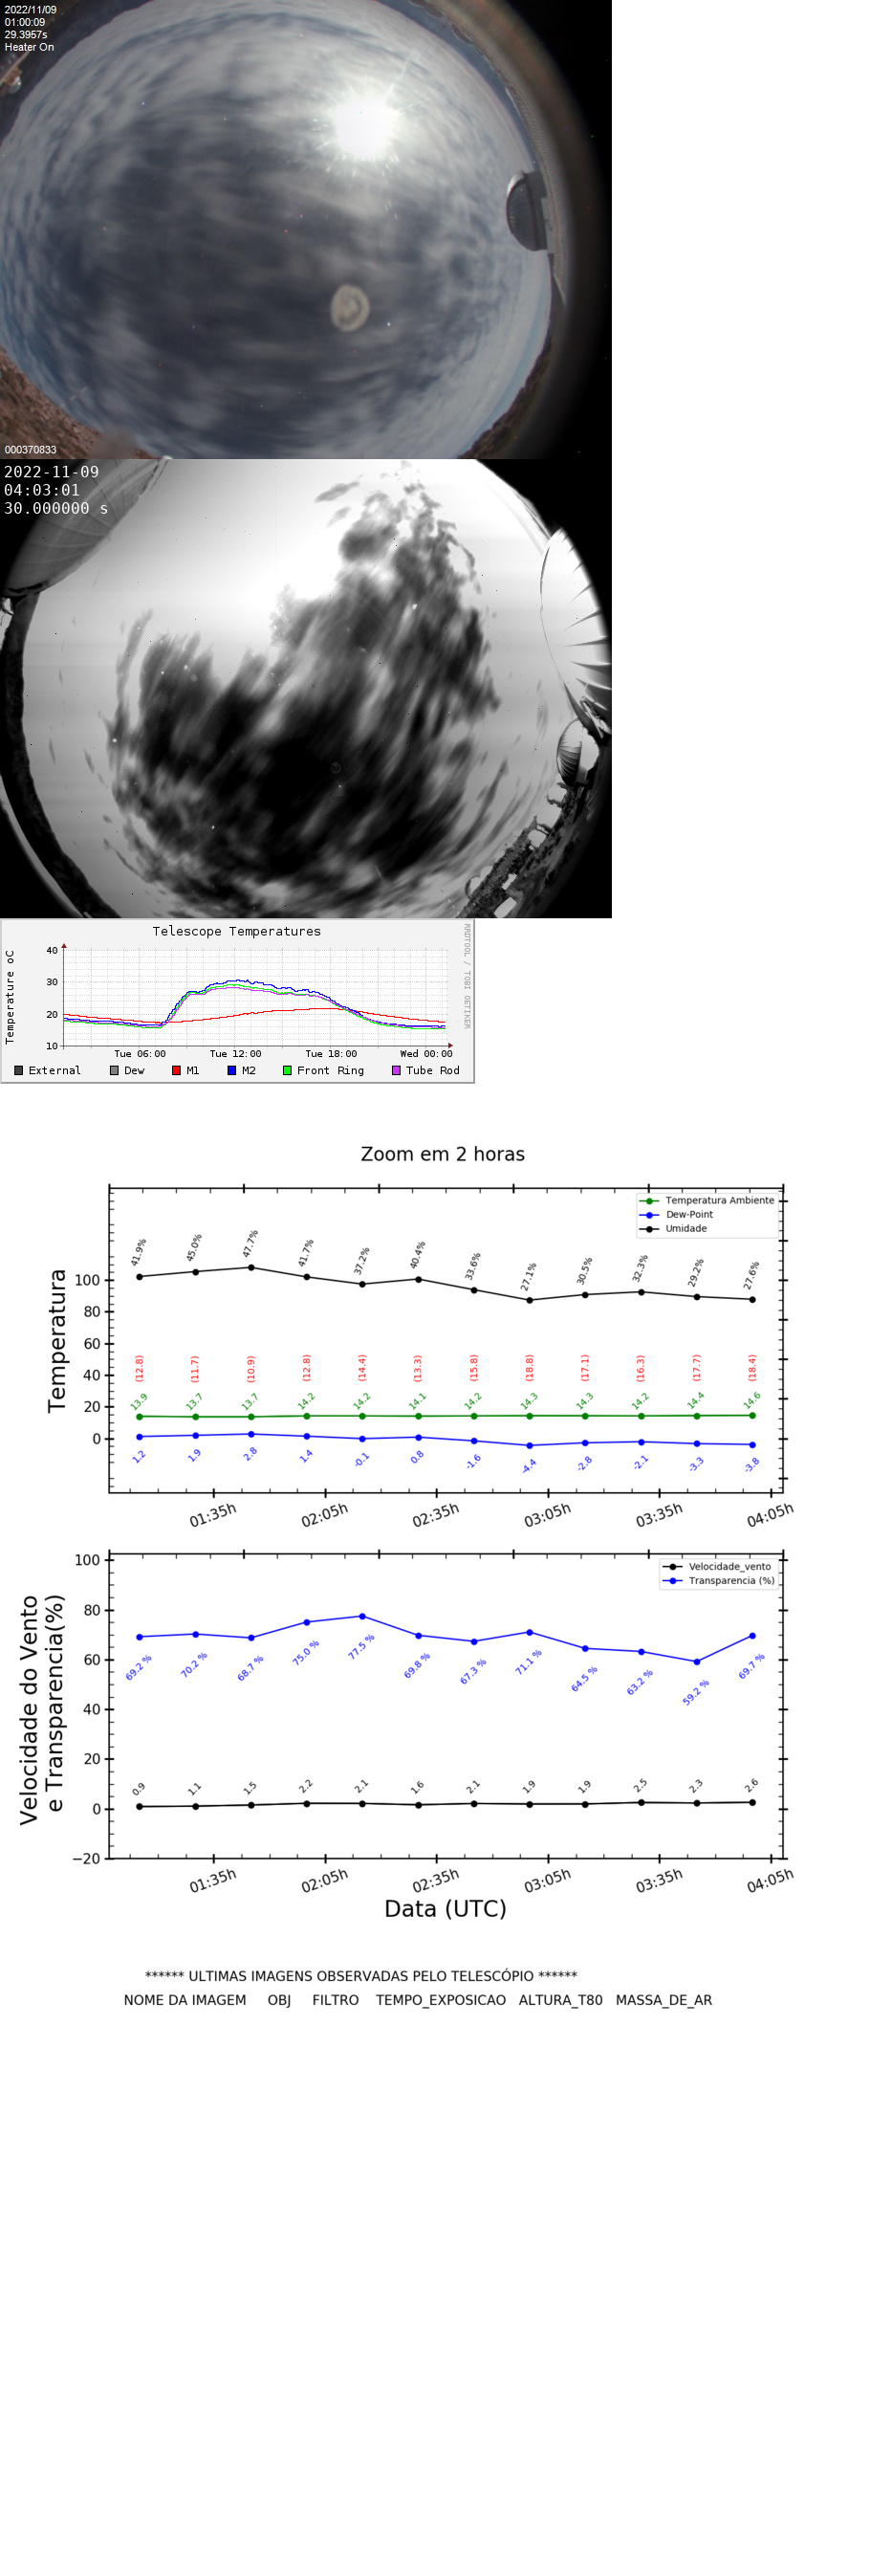 2022/11/09
01:00:09
29.3957s
Heater On
000370833
2022-11-09
04:03:01
30.000000 s
Telescope Temperatures
RRDTOOL / TOBI OETIKER
Temperature oC
40
30
20
10
Tue 06:00 Tue 12:00 Tue 18:00 Wed 00:00
External Dew M1 M2 Front Ring Tube Rod
Zoom em 2 horas
Temperatura Ambiente
Dew-Point
Umidade
Temperatura
100
80
60
40
20
0
41.9% 45.0% 47.7% 41.7% 37.2% 40.4% 33.6% 27.1% 30.5% 32.3% 29.2% 27.6%
(12.8) (11.7) (10.9) (12.8) (14.4) (13.3) (15.8) (18.8) (17.1) (16.3) (17.7) (18.4)
13.9 13.7 13.7 14.2 14.2 14.1 14.2 14.3 14.3 14.2 14.4 14.6
1.2 1.9 2.8 1.4 -0.1 0.8 -1.6 -4.4 -2.8 -2.1 -3.3 -3.8
01:35h 02:05h 02:35h 03:05h 03:35h 04:05h
Velocidade_vento
Transparencia (%)
Velocidade do Vento
e Transparencia(%)
100
80
60
40
20
0
−20
69.2 % 70.2 % 68.7 % 75.0 % 77.5 % 69.8 % 67.3 % 71.1 % 64.5 % 63.2 % 59.2 % 69.7 %
0.9 1.1 1.5 2.2 2.1 1.6 2.1 1.9 1.9 2.5 2.3 2.6
01:35h 02:05h 02:35h 03:05h 03:35h 04:05h
Data (UTC)
****** ULTIMAS IMAGENS OBSERVADAS PELO TELESCÓPIO ******
NOME DA IMAGEM OBJ FILTRO TEMPO_EXPOSICAO ALTURA_T80 MASSA_DE_AR